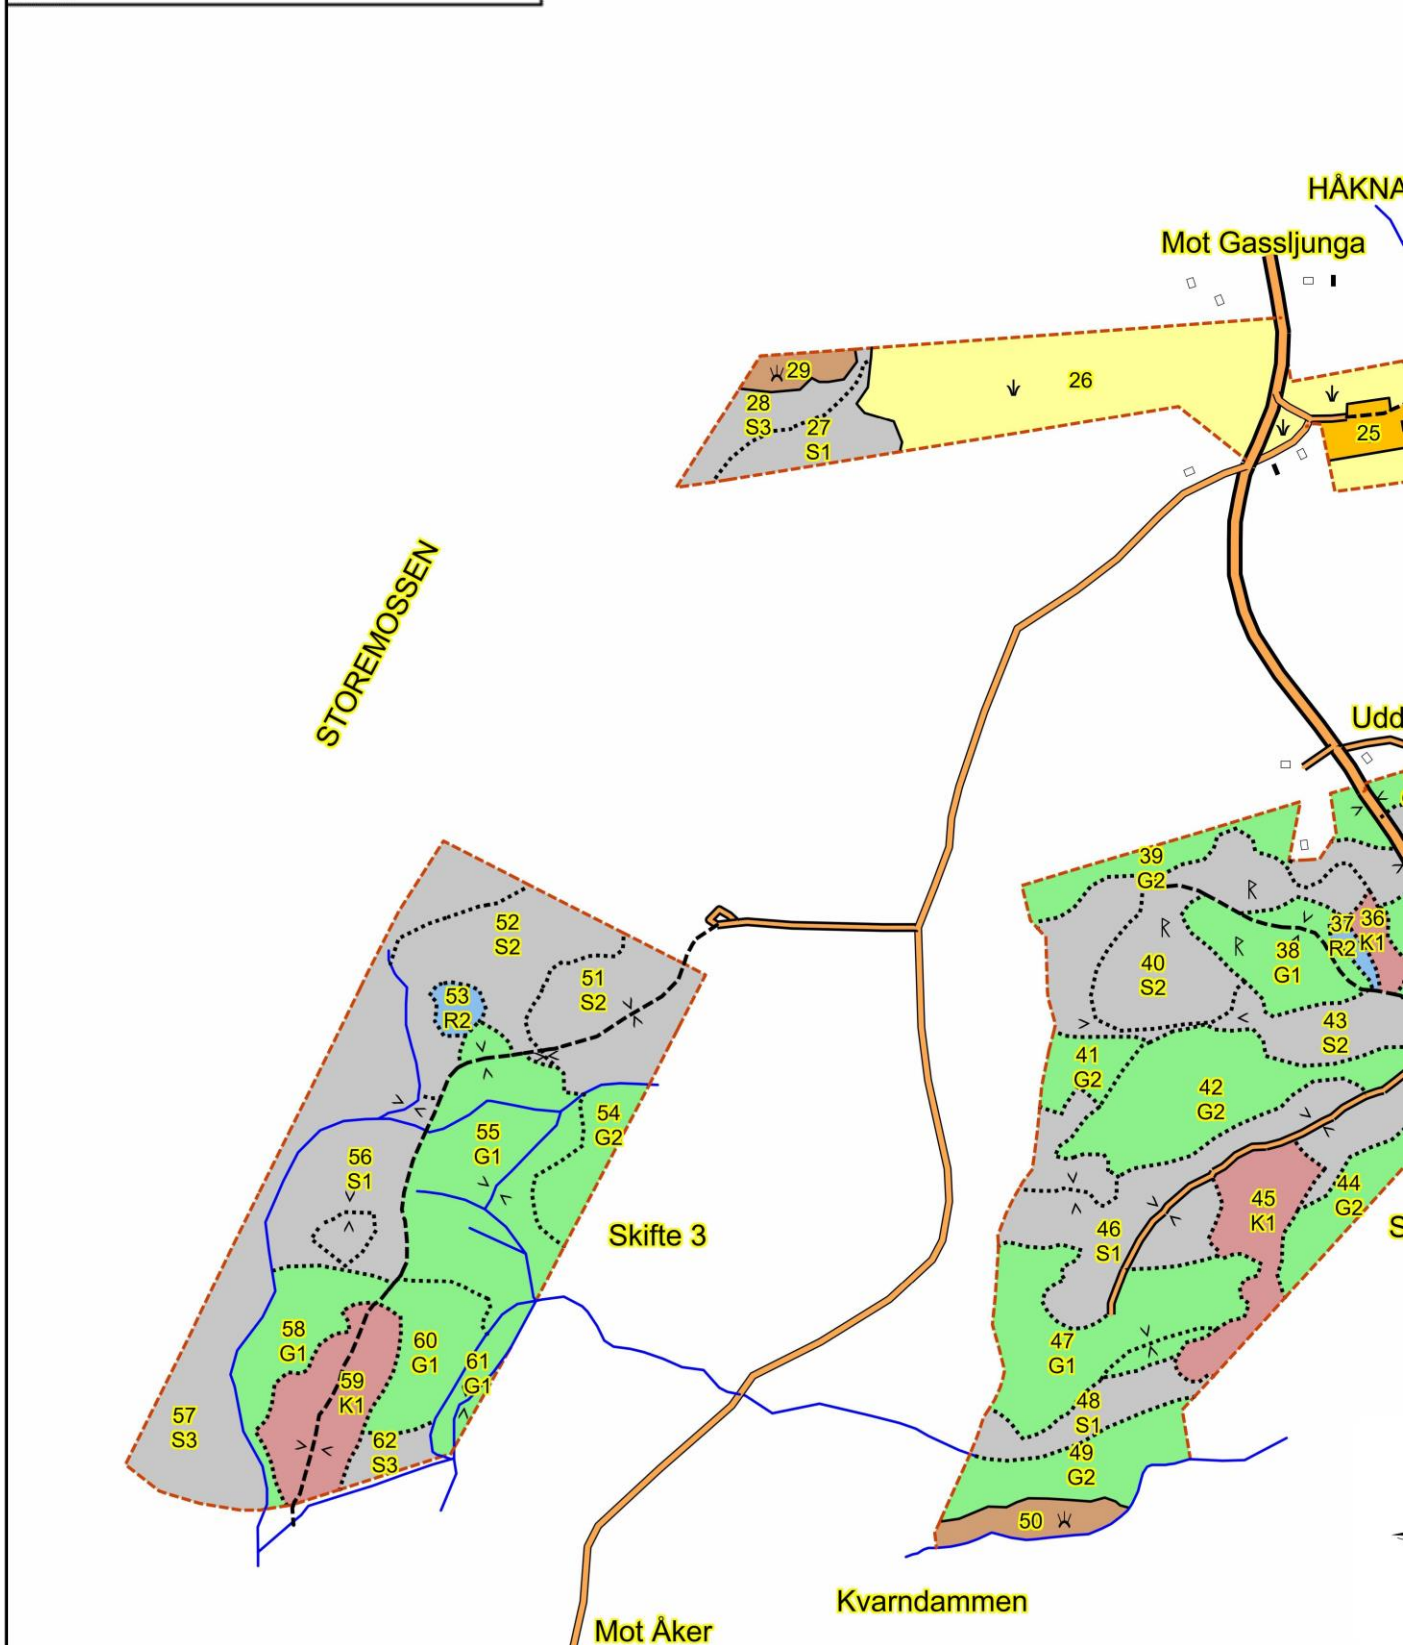 HÅKNA
Mot Gassljunga
29
26
28
S3
27
S1
25
STOREMOSSEN
Udd
39
G2
52
S2
51
S2
53
R2
40
S2
38
G1
37
R2
36
K1
43
S2
41
G2
42
G2
54
G2
55
G1
56
S1
44
G2
45
K1
46
S1
Skifte 3
S
58
G1
60
G1
61
G1
59
K1
47
G1
57
S3
62
S3
48
S1
49
G2
50
Kvarndammen
Mot Åker